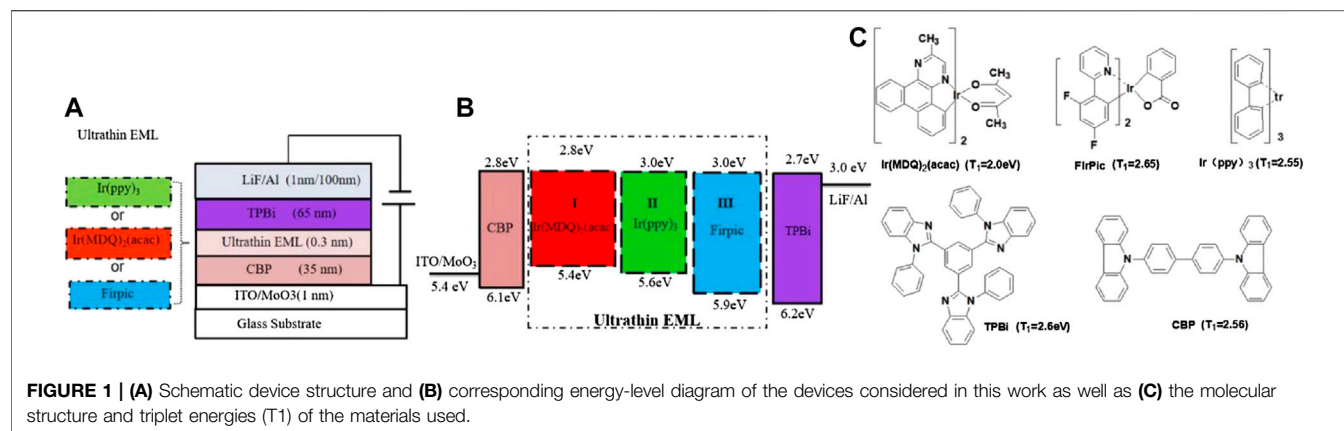 A
Ultrathin EML
Ir(ppy)3
or
Ir(MDQ)2(acac)
or
Firpic
LiF/Al (1nm/100nm)
TPBi (65 nm)
Ultrathin EML (0.3 nm)
CBP (35 nm)
ITO/MoO3(1 nm)
Glass Substrate
B
ITO/MoO3
5.4 eV
2.8eV
CBP
6.1eV
2.8eV
I
Ir(MDQ)2(acac)
5.4eV
3.0eV
II
Ir(ppy)3
5.6eV
3.0eV
III
Firpic
5.9eV
Ultrathin EML
2.7eV
TPBi
6.2eV
3.0 eV
LiF/Al
C
CH3
N
N
Ir
O
O
CH3
CH3
2
Ir(MDQ)2(acac) (T1=2.0eV)
N
Ir
O
O
F
F
2
FIrPic (T1=2.65)
tr
3
Ir (ppy) 3 (T1=2.55)
N
N
N
N
N
N
TPBi (T1=2.6eV)
N
N
CBP (T1=2.56)
FIGURE 1 | (A) Schematic device structure and (B) corresponding energy-level diagram of the devices considered in this work as well as (C) the molecular
structure and triplet energies (T1) of the materials used.